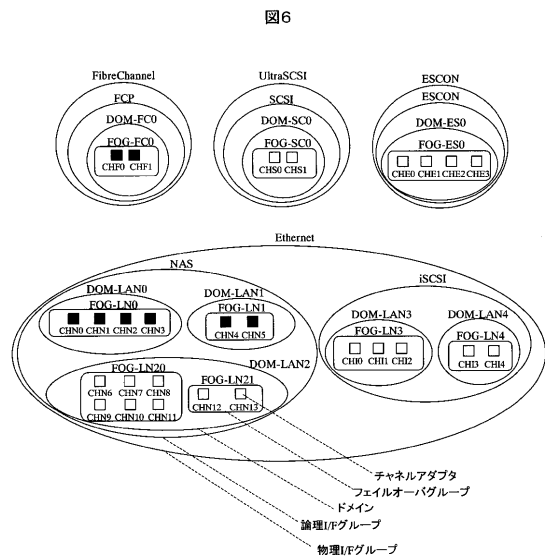 図6
FibreChannel
FCP
DOM-FC0
FOG-FC0
CHF0 CHF1
UltraSCSI
SCSI
DOM-SC0
FOG-SC0
CHS0 CHS1
ESCON
ESCON
DOM-ES0
FOG-ES0
CHE0 CHE1 CHE2 CHE3
Ethernet
NAS
DOM-LAN0
FOG-LN0
CHN0 CHN1 CHN2 CHN3
DOM-LAN1
FOG-LN1
CHN4 CHN5
DOM-LAN2
FOG-LN20
CHN6 CHN7 CHN8
CHN9 CHN10 CHN11
FOG-LN21
CHN12 CHN13
iSCSI
DOM-LAN3
FOG-LN3
CHI0 CHI1 CHI2
DOM-LAN4
FOG-LN4
CHI3 CHI4
チャネルアダプタ
フェイルオーバグループ
ドメイン
論理I/Fグループ
物理I/Fグループ